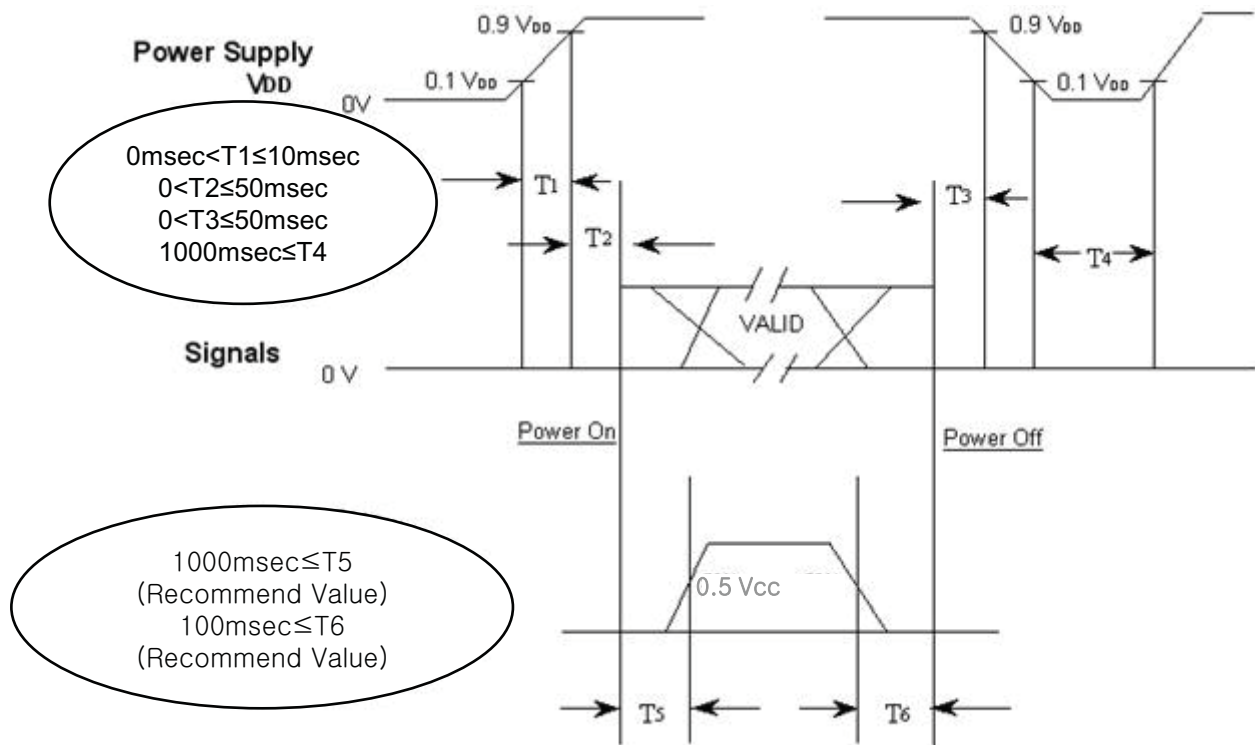 0.9 VDD
0.9 VDD
Power Supply
VDD
0.1 VDD
0.1 VDD
0V
0msec<T1≤10msec
0<T2≤50msec
0<T3≤50msec
1000msec≤T4
T1
T2
T3
T4
VALID
Signals
0 V
Power On
Power Off
1000msec≤T5
(Recommend Value)
100msec≤T6
(Recommend Value)
0.5 Vcc
T5
T6